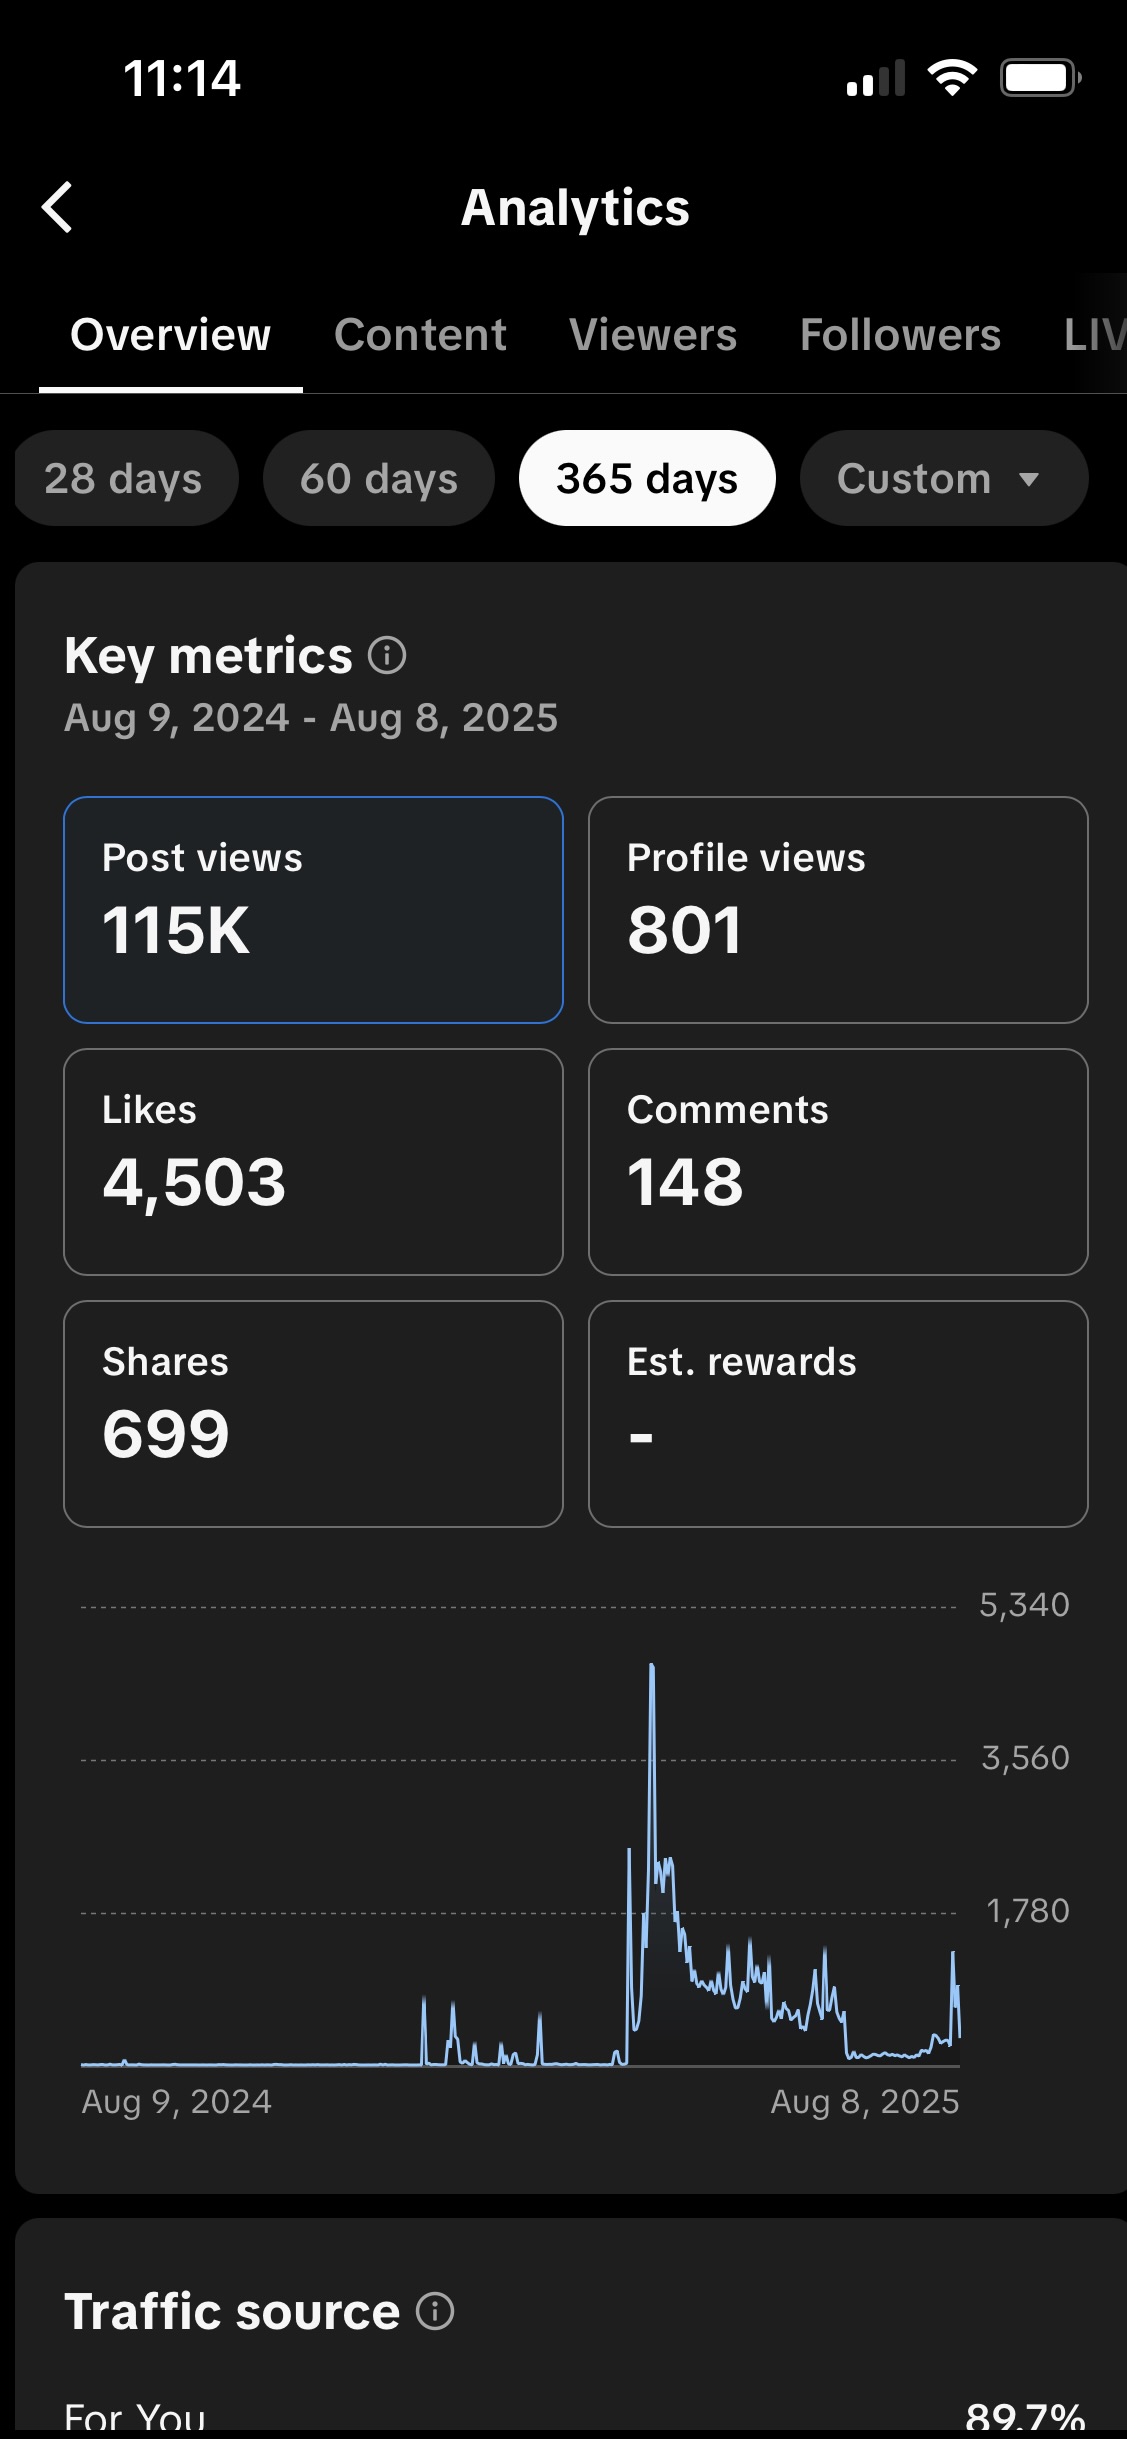 11:14
Analytics
Overview Content Viewers Followers LIV
28 days 60 days 365 days Custom
Key metrics
Aug 9, 2024 - Aug 8, 2025
Post views Profile views
115K 801
Likes Comments
4,503 148
Shares Est. rewards
699 -
5,340
3,560
1,780
Aug 9, 2024 Aug 8, 2025
Traffic source
For You 89.7%